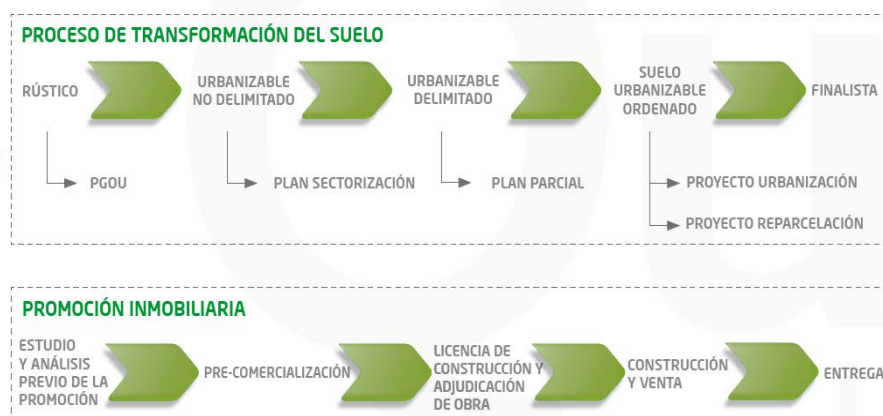 PROCESO DE TRANSFORMACIÓN DEL SUELO
RÚSTICO
URBANIZABLE
NO DELIMITADO
URBANIZABLE
DELIMITADO
SUELO
URBANIZABLE
ORDENADO
FINALISTA
PGOU
PLAN SECTORIZACIÓN
PLAN PARCIAL
PROYECTO URBANIZACIÓN
PROYECTO REPARCELACIÓN
PROMOCIÓN INMOBILIARIA
ESTUDIO
Y ANÁLISIS
PREVIO DE LA
PROMOCIÓN
PRE-COMERCIALIZACIÓN
LICENCIA DE
CONSTRUCCIÓN Y
ADJUDICACIÓN
DE OBRA
CONSTRUCCIÓN
Y VENTA
ENTREGA